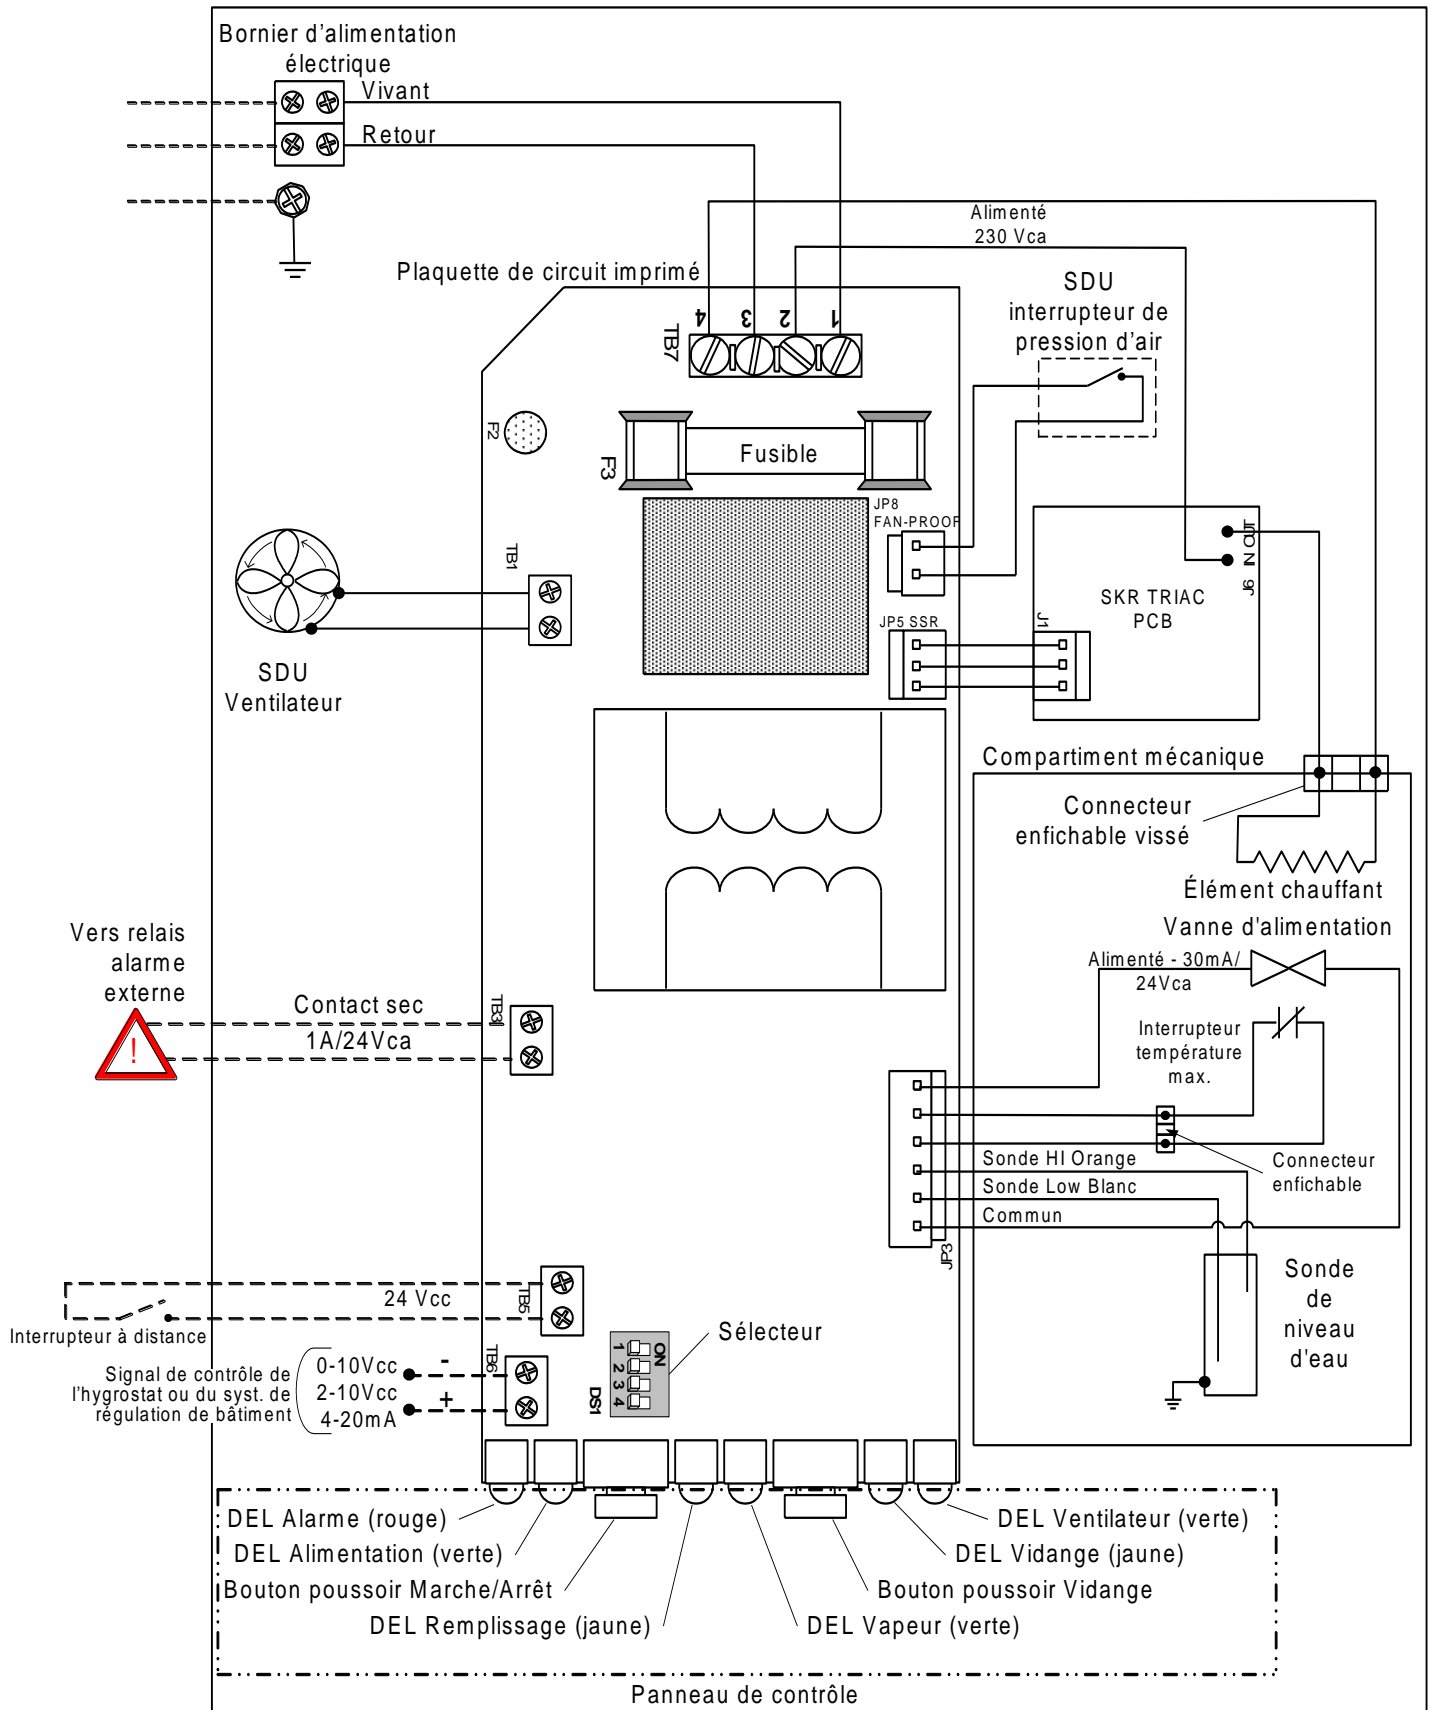 Bornier d'alimentation
électrique
Vivant
Retour
Alimenté
230 Vca
Plaquette de circuit imprimé
SDU
interrupteur de
pression d'air
4 3 2 1
TB7
F2
F3
Fusible
JP8
FAN-PROOF
TB1
J6 IN OUT
SKR TRIAC
PCB
JP5 SSR
J1
SDU
Ventilateur
Compartiment mécanique
Connecteur
enfichable vissé
Élément chauffant
Vanne d'alimentation
Alimenté - 30mA/
24Vca
Vers relais
alarme
externe
!
Contact sec
1A/24Vca
TB3
Interrupteur
température
max.
Sonde HI Orange
Sonde Low Blanc
Commun
Connecteur
enfichable
JP3
Sonde
de
niveau
d'eau
24 Vcc
TB5
Interrupteur à distance
Sélecteur
ON
1
2
3
4
DS1
TB6
Signal de contrôle de
l'hygrostat ou du syst. de
régulation de bâtiment
0-10Vcc
2-10Vcc
4-20mA
-
+
DEL Alarme (rouge)
DEL Ventilateur (verte)
DEL Alimentation (verte)
DEL Vidange (jaune)
Bouton poussoir Marche/Arrêt
Bouton poussoir Vidange
DEL Remplissage (jaune)
DEL Vapeur (verte)
Panneau de contrôle